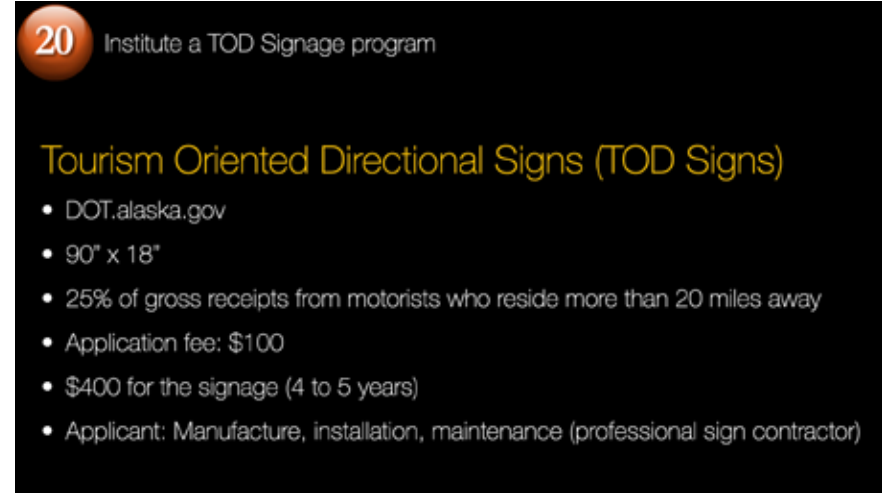 20 Institute a TOD Signage program
Tourism Oriented Directional Signs (TOD Signs)
• DOT.alaska.gov
• 90” x 18”
• 25% of gross receipts from motorists who reside more than 20 miles away
• Application fee: $100
• $400 for the signage (4 to 5 years)
• Applicant: Manufacture, installation, maintenance (professional sign contractor)